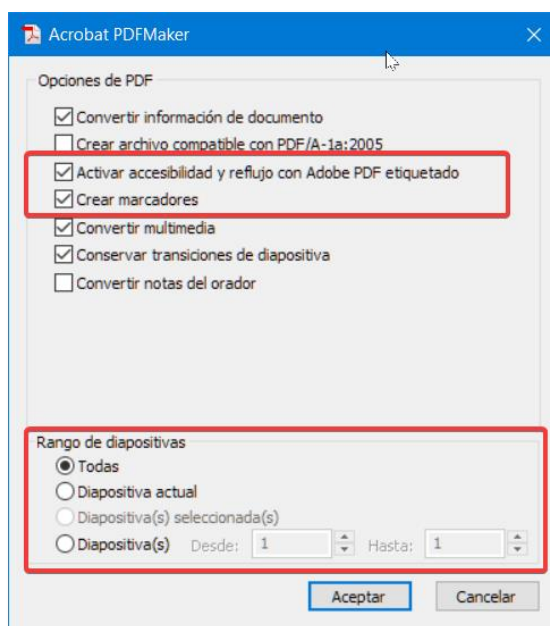 Acrobat PDFMaker
Opciones de PDF
Convertir información de documento
Crear archivo compatible con PDF/A-1a:2005
Activar accesibilidad y reflujo con Adobe PDF etiquetado
Crear marcadores
Convertir multimedia
Conservar transiciones de diapositiva
Convertir notas del orador
Rango de diapositivas
Todas
Diapositiva actual
Diapositiva(s) seleccionada(s)
Diapositiva(s) Desde: 1 Hasta: 1
Aceptar Cancelar